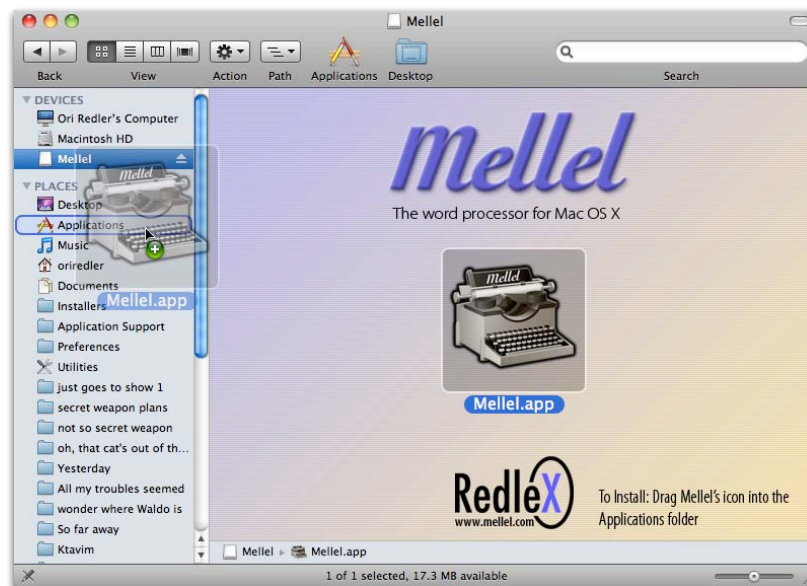 Mellel
Back
View
Action
Path
Applications
Desktop
Search
DEVICES
Ori Redler's Computer
Macintosh HD
Mellel
PLACES
Desktop
Applications
Music
oriredler
Documents
Installers
Application Support
Preferences
Utilities
just goes to show 1
secret weapon plans
not so secret weapon
oh, that cat's out of th...
Yesterday
All my troubles seemed
wonder where Waldo is
So far away
Ktavim
mellel
Mellel.app
mellel
The word processor for Mac OS X
mellel
Mellel.app
RedleX
www.mellel.com
To Install: Drag Mellel's icon into the
Applications folder
Mellel ▸ Mellel.app
1 of 1 selected, 17.3 MB available